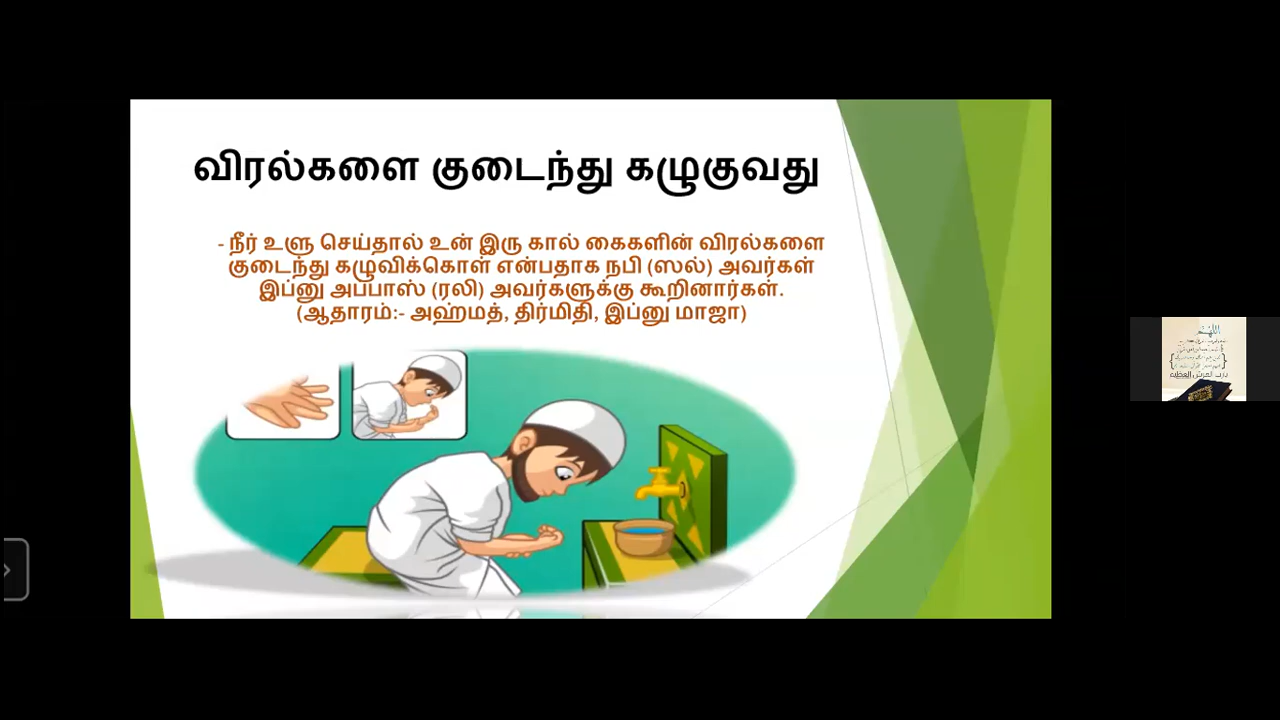 விரல்களை குடைந்து கழுகுவது
- நீர் உளு செய்தால் உன் இரு கால் கைகளின் விரல்களை
குடைந்து கழுவிக்கொள் என்பதாக நபி (ஸல்) அவர்கள்
இப்னு அப்பாஸ் (ரலி) அவர்களுக்கு கூறினார்கள்.
(ஆதாரம்:- அஹ்மத், திர்மிதி, இப்னு மாஜா)
اللهم